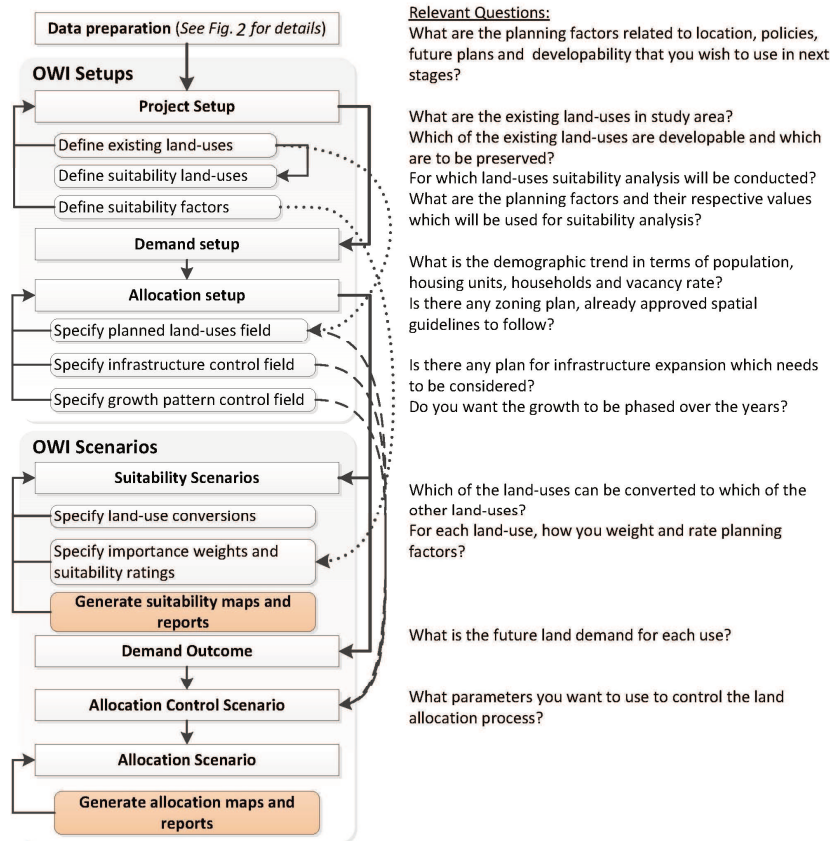 Data preparation (See Fig. 2 for details)
OWI Setups
Project Setup
Define existing land-uses
Define suitability land-uses
Define suitability factors
Demand setup
Allocation setup
Specify planned land-uses field
Specify infrastructure control field
Specify growth pattern control field
OWI Scenarios
Suitability Scenarios
Specify land-use conversions
Specify importance weights and
suitability ratings
Generate suitability maps and
reports
Demand Outcome
Allocation Control Scenario
Allocation Scenario
Generate allocation maps and
reports
Relevant Questions:
What are the planning factors related to location, policies,
future plans and developability that you wish to use in next
stages?
What are the existing land-uses in study area?
Which of the existing land-uses are developable and which
are to be preserved?
For which land-uses suitability analysis will be conducted?
What are the planning factors and their respective values
which will be used for suitability analysis?
What is the demographic trend in terms of population,
housing units, households and vacancy rate?
Is there any zoning plan, already approved spatial
guidelines to follow?
Is there any plan for infrastructure expansion which needs
to be considered?
Do you want the growth to be phased over the years?
Which of the land-uses can be converted to which of the
other land-uses?
For each land-use, how you weight and rate planning
factors?
What is the future land demand for each use?
What parameters you want to use to control the land
allocation process?